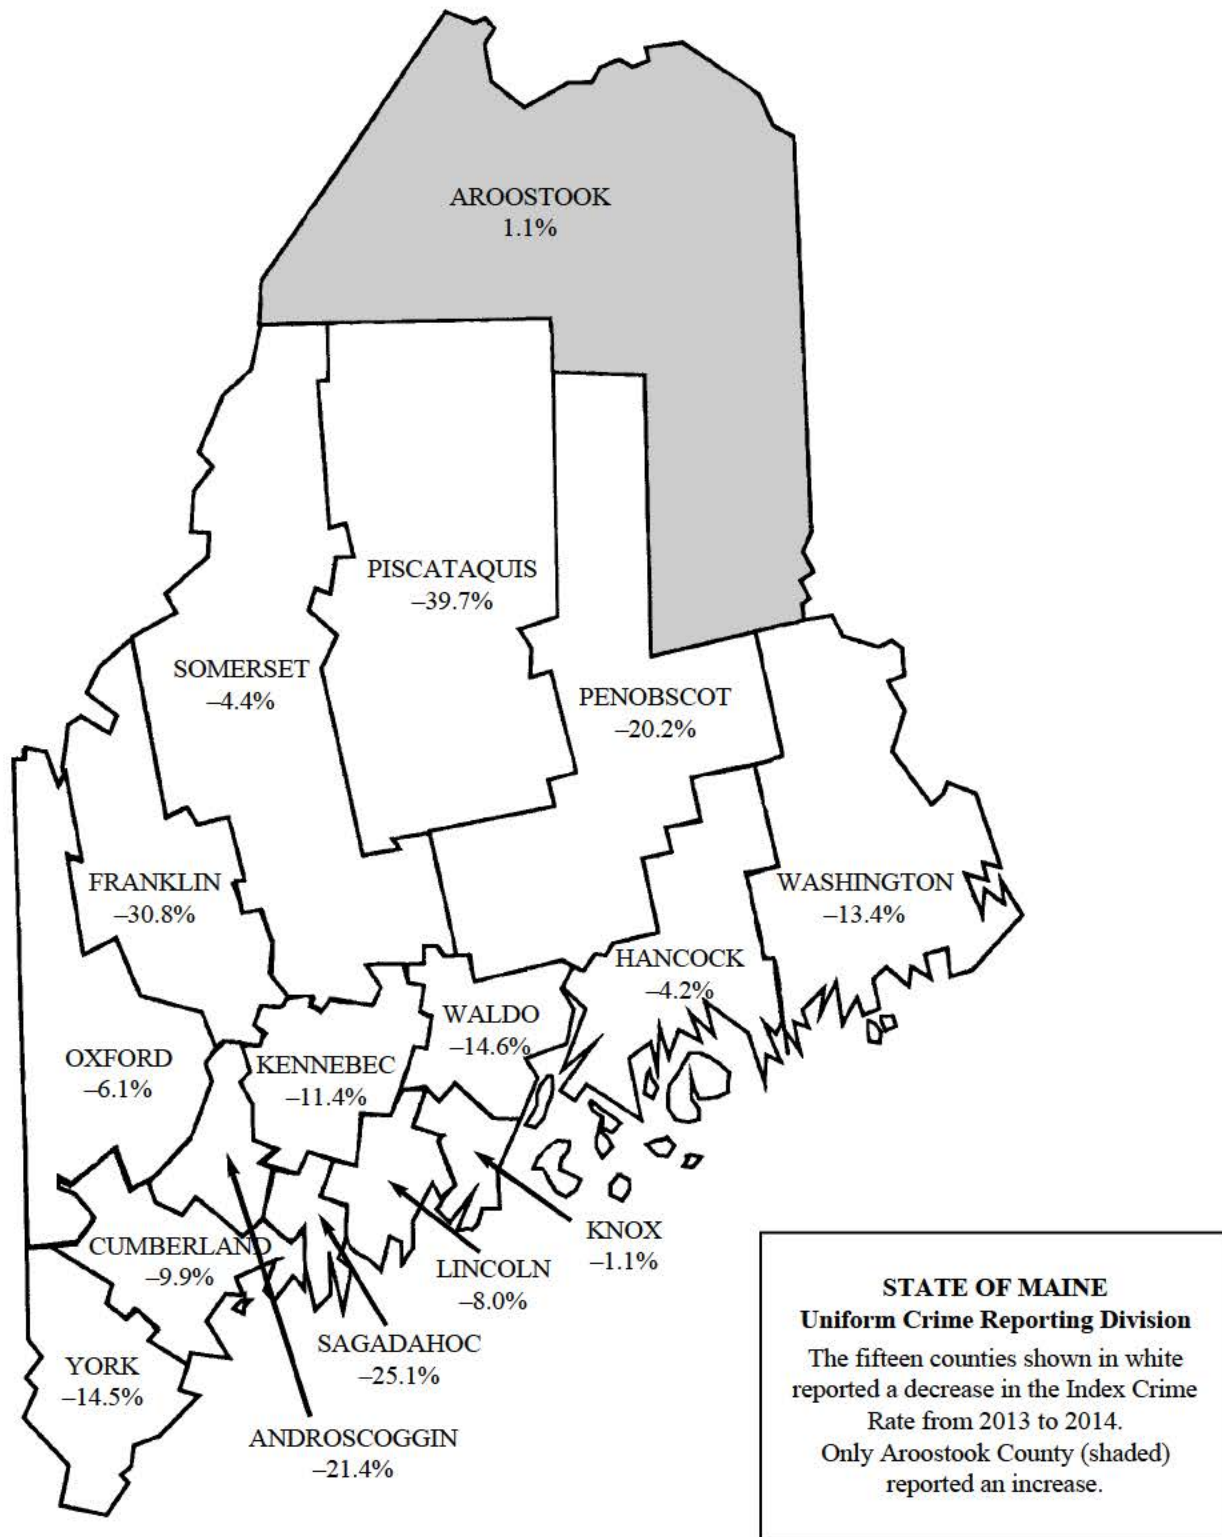 AROOSTOOK
1.1%
PISCATAQUIS
–39.7%
SOMERSET
–4.4%
PENOBSCOT
–20.2%
FRANKLIN
–30.8%
WASHINGTON
–13.4%
HANCOCK
–4.2%
WALDO
–14.6%
OXFORD
–6.1%
KENNEBEC
–11.4%
KNOX
–1.1%
CUMBERLAND
–9.9%
LINCOLN
–8.0%
SAGADAHOC
–25.1%
YORK
–14.5%
ANDROSCOGGIN
–21.4%
STATE OF MAINE
Uniform Crime Reporting Division
The fifteen counties shown in white
reported a decrease in the Index Crime
Rate from 2013 to 2014.
Only Aroostook County (shaded)
reported an increase.